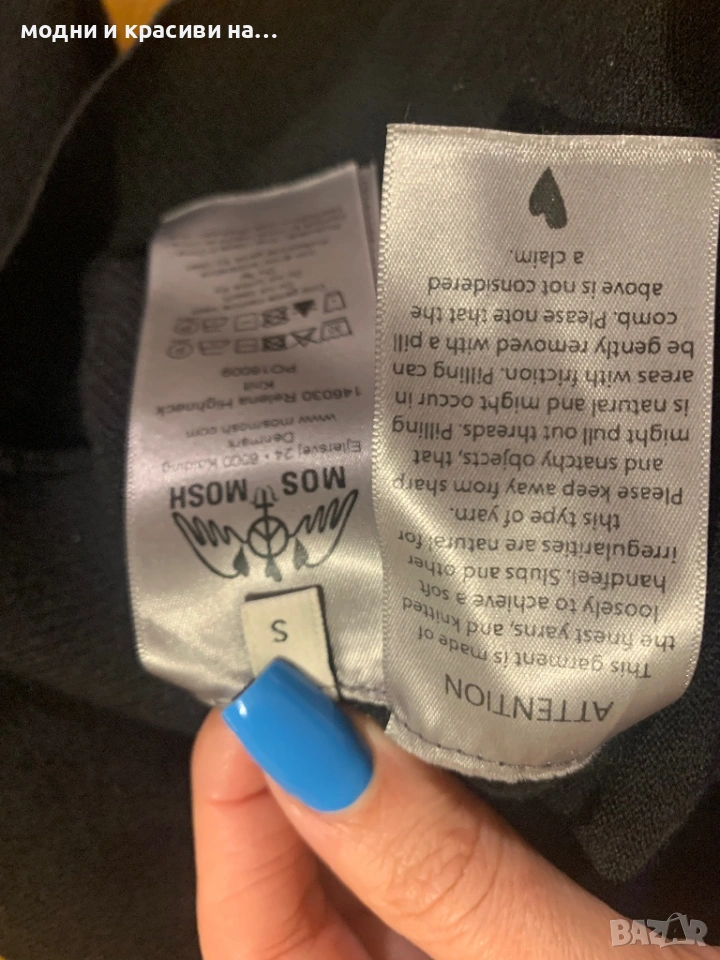 модни и красиви на…
ATTENTION
This garment is made of
the finest yarns, and knitted
loosely to achieve a soft
handfeel. Slubs and other
irregularities are natural for
this type of yarn.
Please keep away from sharp
and snatchy objects, that
might pull out threads. Pilling
is natural and might occur in
areas with friction. Pilling can
be gently removed with a pill
comb. Please note that the
above is not considered
a claim.
S
MOS MOSH
Ejlersvej 24 • 6000 Kolding
Denmark
www.mosmosh.com
146030 Relena Highneck
Knit
PO16009
BAZAR